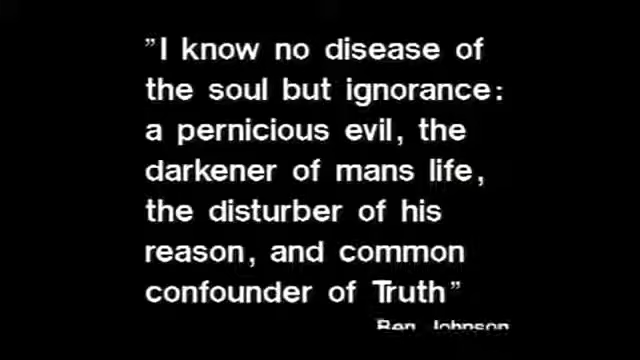 ”I know no disease of
the soul but ignorance:
a pernicious evil, the
darkener of mans life,
the disturber of his
reason, and common
confounder of Truth”
Ben Johnson